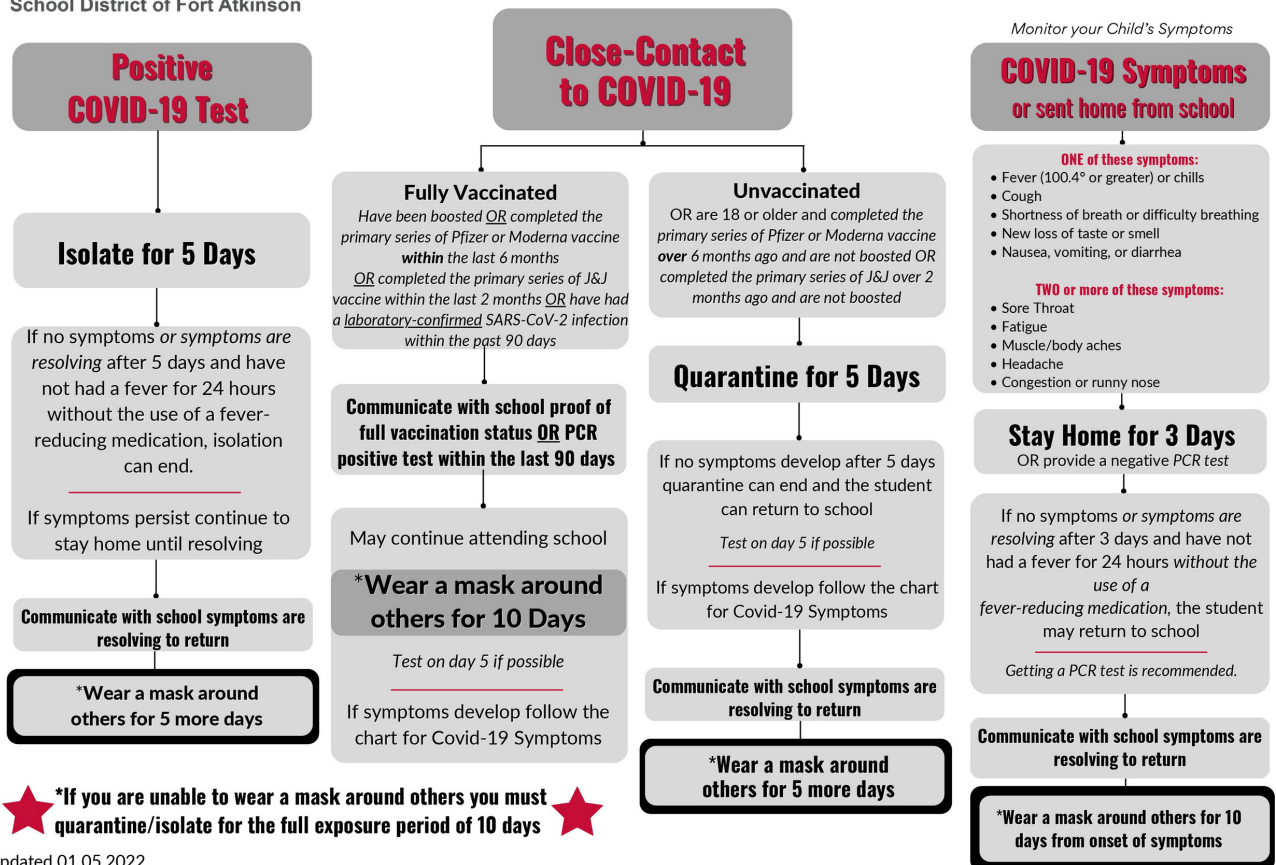 School District of Fort Atkinson
Positive
COVID-19 Test
Isolate for 5 Days
If no symptoms or symptoms are
resolving after 5 days and have
not had a fever for 24 hours
without the use of a fever-
reducing medication, isolation
can end.
If symptoms persist continue to
stay home until resolving
Communicate with school symptoms are
resolving to return
*Wear a mask around
others for 5 more days
Close-Contact
to COVID-19
Fully Vaccinated
Have been boosted OR completed the
primary series of Pfizer or Moderna vaccine
within the last 6 months
OR completed the primary series of J&J
vaccine within the last 2 months OR have had
a laboratory-confirmed SARS-CoV-2 infection
within the past 90 days
Communicate with school proof of
full vaccination status OR PCR
positive test within the last 90 days
May continue attending school
*Wear a mask around
others for 10 Days
Test on day 5 if possible
If symptoms develop follow the
chart for Covid-19 Symptoms
Unvaccinated
OR are 18 or older and completed the
primary series of Pfizer or Moderna vaccine
over 6 months ago and are not boosted OR
completed the primary series of J&J over 2
months ago and are not boosted
Quarantine for 5 Days
If no symptoms develop after 5 days
quarantine can end and the student
can return to school
Test on day 5 if possible
If symptoms develop follow the chart
for Covid-19 Symptoms
Communicate with school symptoms are
resolving to return
*Wear a mask around
others for 5 more days
Monitor your Child's Symptoms
COVID-19 Symptoms
or sent home from school
ONE of these symptoms:
• Fever (100.4° or greater) or chills
• Cough
• Shortness of breath or difficulty breathing
• New loss of taste or smell
• Nausea, vomiting, or diarrhea
TWO or more of these symptoms:
• Sore Throat
• Fatigue
• Muscle/body aches
• Headache
• Congestion or runny nose
Stay Home for 3 Days
OR provide a negative PCR test
If no symptoms or symptoms are
resolving after 3 days and have not
had a fever for 24 hours without the
use of a
fever-reducing medication, the student
may return to school
Getting a PCR test is recommended.
Communicate with school symptoms are
resolving to return
*Wear a mask around others for 10
days from onset of symptoms
*If you are unable to wear a mask around others you must
quarantine/isolate for the full exposure period of 10 days
pdated 01.05.2022